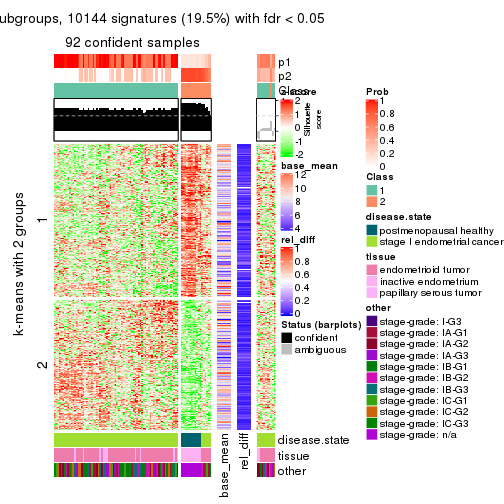 ubgroups, 10144 signatures (19.5%) with fdr < 0.05
92 confident samples
p1
p2
Class
z-score
2
1
0
-1
-2
Silhouette
score
base_mean
12
10
8
6
4
rel_diff
1
0.8
0.6
0.4
0.2
0
Status (barplots)
confident
ambiguous
Prob
1
0.8
0.6
0.4
0.2
0
Class
1
2
disease.state
postmenopausal healthy
stage I endometrial cancer
tissue
endometrioid tumor
inactive endometrium
papillary serous tumor
other
stage-grade: I-G3
stage-grade: IA-G1
stage-grade: IA-G2
stage-grade: IA-G3
stage-grade: IB-G1
stage-grade: IB-G2
stage-grade: IB-G3
stage-grade: IC-G1
stage-grade: IC-G2
stage-grade: IC-G3
stage-grade: n/a
k-means with 2 groups
1
2
disease.state
tissue
other
base_mean
rel_diff